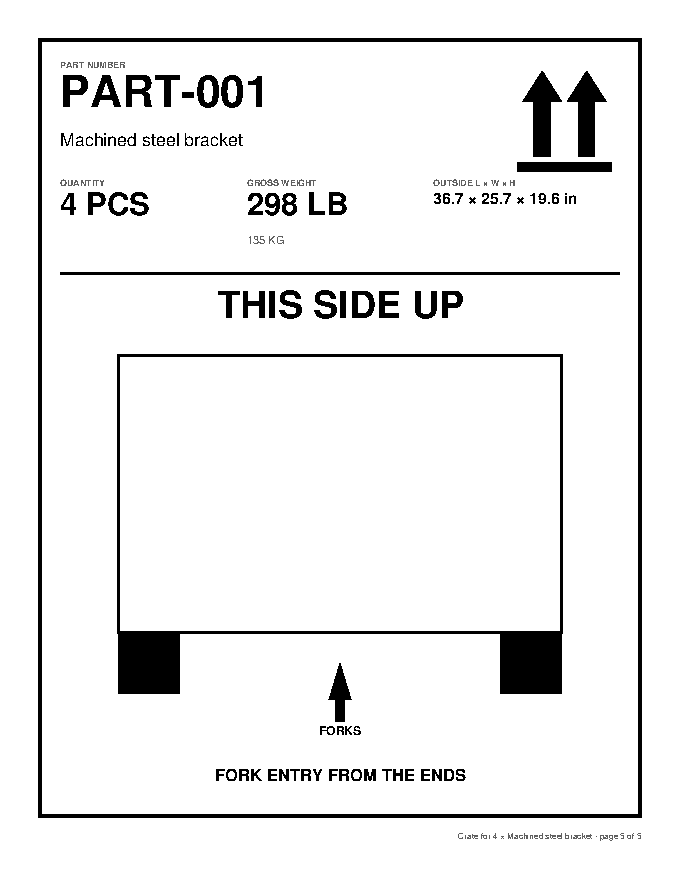 PART NUMBER
PART-001
Machined steel bracket
QUANTITY
4 PCS
GROSS WEIGHT
298 LB
135 KG
OUTSIDE L × W × H
36.7 × 25.7 × 19.6 in
THIS SIDE UP
FORKS
FORK ENTRY FROM THE ENDS
Crate for 4 × Machined steel bracket · page 5 of 5